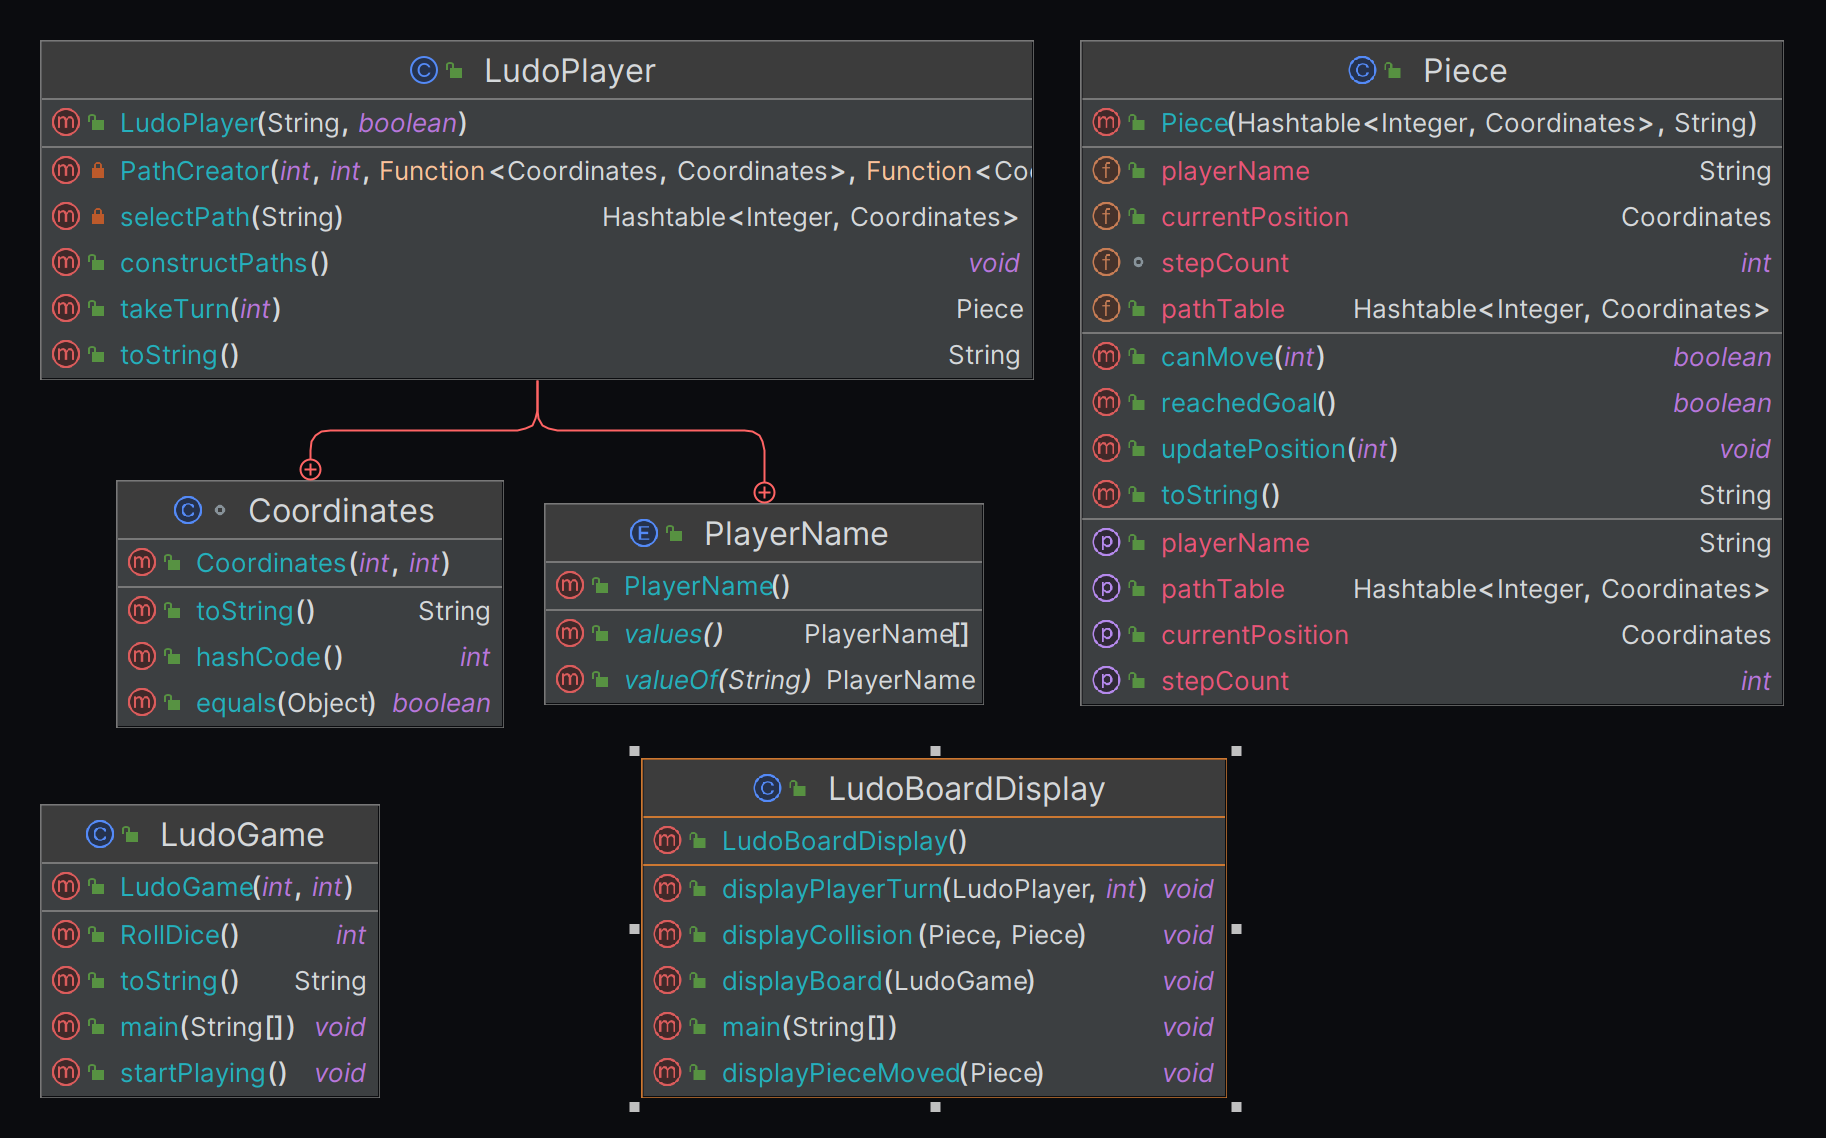 LudoPlayer
LudoPlayer(String, boolean)
PathCreator(int, int, Function<Coordinates, Coordinates>, Function<Coo
selectPath(String) Hashtable<Integer, Coordinates>
constructPaths() void
takeTurn(int) Piece
toString() String
Piece
Piece(Hashtable<Integer, Coordinates>, String)
playerName String
currentPosition Coordinates
stepCount int
pathTable Hashtable<Integer, Coordinates>
canMove(int) boolean
reachedGoal() boolean
updatePosition(int) void
toString() String
playerName String
pathTable Hashtable<Integer, Coordinates>
currentPosition Coordinates
stepCount int
Coordinates
Coordinates(int, int)
toString() String
hashCode() int
equals(Object) boolean
PlayerName
PlayerName()
values() PlayerName[]
valueOf(String) PlayerName
LudoGame
LudoGame(int, int)
RollDice() int
toString() String
main(String[]) void
startPlaying() void
LudoBoardDisplay
LudoBoardDisplay()
displayPlayerTurn(LudoPlayer, int) void
displayCollision(Piece, Piece) void
displayBoard(LudoGame) void
main(String[]) void
displayPieceMoved(Piece) void